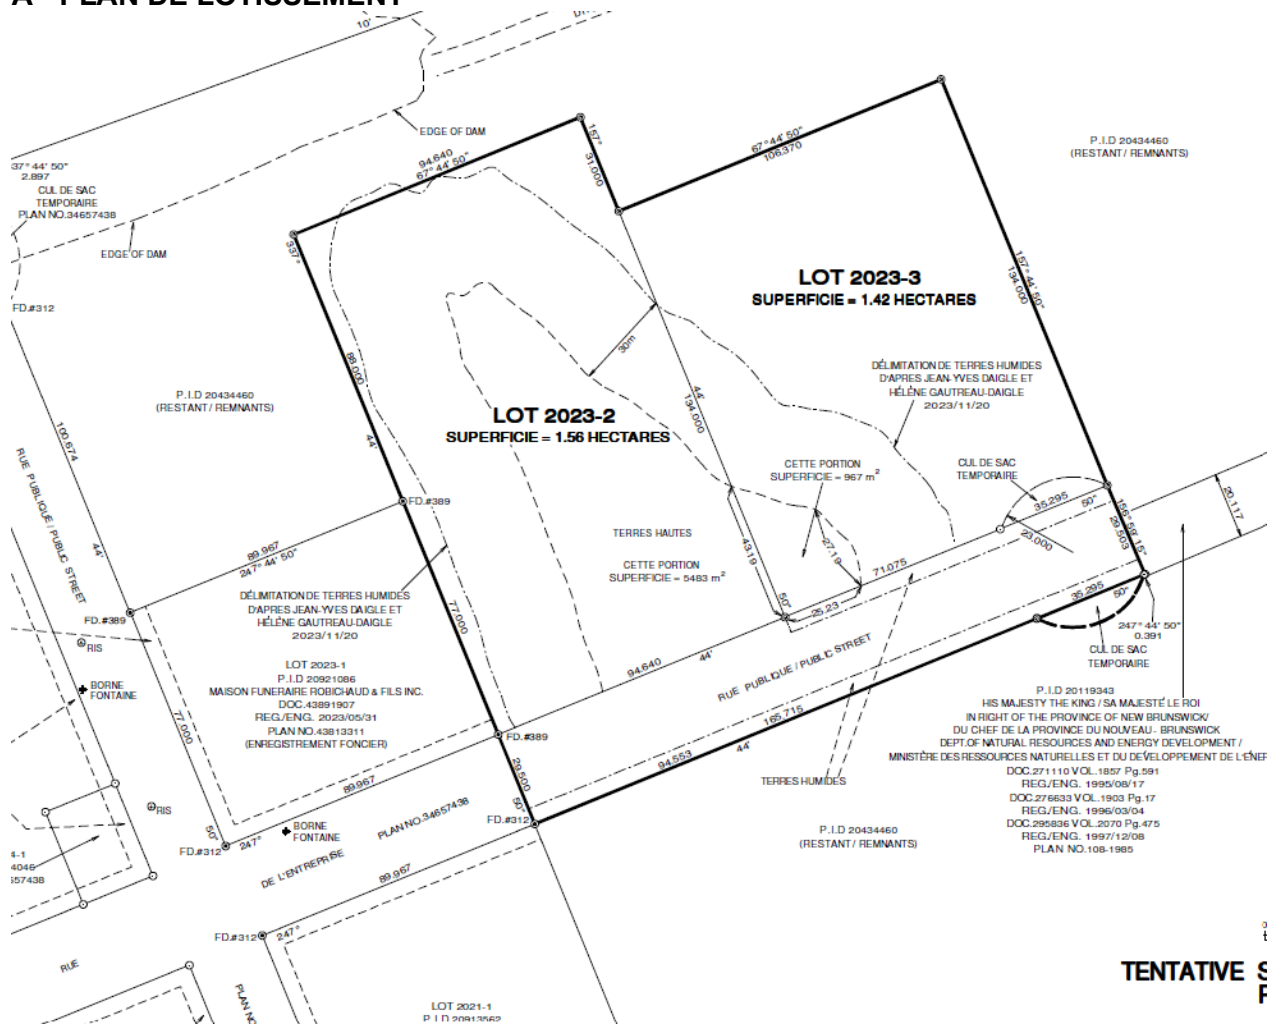 A - PLAN DE LOTISSEMENT
10'
EDGE OF DAM
37° 44' 50"
2.897
CUL DE SAC
TEMPORAIRE
PLAN NO.34657438
EDGE OF DAM
FD.#312
94.640
67° 44' 50"
157°
31.000
67° 44' 50"
106.370
P.I.D 20434460
(RESTANT / REMNANTS)
337°
88.000
44'
LOT 2023-3
SUPERFICIE = 1.42 HECTARES
157° 44' 50"
134.000
30m
44'
134.000
DÉLIMITATION DE TERRES HUMIDES
D'APRES JEAN-YVES DAIGLE ET
HÉLÈNE GAUTREAU-DAIGLE
2023/11/20
P.I.D 20434460
(RESTANT / REMNANTS)
LOT 2023-2
SUPERFICIE = 1.56 HECTARES
100.674
44'
RUE PUBLIQUE / PUBLIC STREET
CETTE PORTION
SUPERFICIE = 967 m²
CUL DE SAC
TEMPORAIRE
35.295
50"
156° 59' 15"
29.503
20.117
23.000
FD.#389
TERRES HAUTES
CETTE PORTION
SUPERFICIE = 5483 m²
43.19
27.19
71.075
50"
25.23
89.967
247° 44' 50"
FD.#389
DÉLIMITATION DE TERRES HUMIDES
D'APRES JEAN-YVES DAIGLE ET
HÉLÈNE GAUTREAU-DAIGLE
2023/11/20
77.000
RIS
BORNE
FONTAINE
77.000
LOT 2023-1
P.I.D 20921086
MAISON FUNERAIRE ROBICHAUD & FILS INC.
DOC.43891907
REG./ENG. 2023/05/31
PLAN NO.43813311
(ENREGISTREMENT FONCIER)
94.640
44'
RUE PUBLIQUE / PUBLIC STREET
35.295
50"
247° 44' 50"
0.391
CUL DE SAC
TEMPORAIRE
FD.#389
29.500
50"
165.715
94.553
44'
TERRES HUMIDES
P.I.D 20119343
HIS MAJESTY THE KING / SA MAJESTÉ LE ROI
IN RIGHT OF THE PROVINCE OF NEW BRUNSWICK/
DU CHEF DE LA PROVINCE DU NOUVEAU - BRUNSWICK
DEPT.OF NATURAL RESOURCES AND ENERGY DEVELOPMENT /
MINISTÈRE DES RESSOURCES NATURELLES ET DU DÉVELOPPEMENT DE L'ÉNER
DOC.271110 VOL.1857 Pg.591
REG./ENG. 1995/08/17
DOC.276633 VOL.1903 Pg.17
REG./ENG. 1996/03/04
DOC.295836 VOL.2070 Pg.475
REG./ENG. 1997/12/08
PLAN NO.108-1985
P.I.D 20434460
(RESTANT / REMNANTS)
RIS
50"
FD.#312
247°
BORNE
FONTAINE
89.967
PLAN NO.34657438
FD.#312
4-1
4046
657438
DE L'ENTREPRISE
89.967
FD.#312
247°
RUE
PLAN NO
LOT 2021-1
P.I.D 20913562
TENTATIVE S